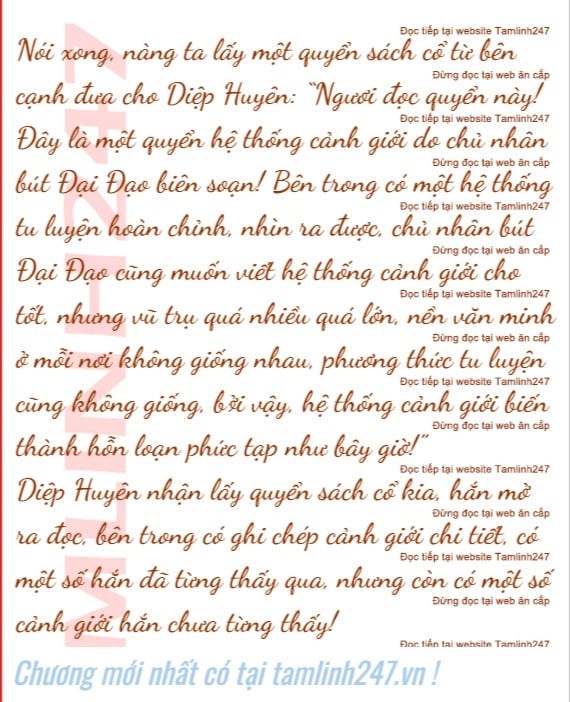 Đọc tiếp tại website Tamlinh247
Nói xong, nàng ta lấy một quyển sách cổ từ bên
Đừng đọc tại web ăn cắp
cạnh đưa cho Diệp Huyên: “Ngươi đọc quyển này!
Đọc tiếp tại website Tamlinh247
Đây là một quyển hệ thống cảnh giới do chủ nhân
Đừng đọc tại web ăn cắp
bút Đại Đạo biên soạn! Bên trong có một hệ thống
Đọc tiếp tại website Tamlinh247
tu luyện hoàn chỉnh, nhìn ra được, chủ nhân bút
Đừng đọc tại web ăn cắp
Đại Đạo cũng muốn viết hệ thống cảnh giới cho
Đọc tiếp tại website Tamlinh247
tốt, nhưng vũ trụ quá nhiều quá lớn, nền văn minh
Đừng đọc tại web ăn cắp
ở mỗi nơi không giống nhau, phương thức tu luyện
Đọc tiếp tại website Tamlinh247
cũng không giống, bởi vậy, hệ thống cảnh giới biến
Đừng đọc tại web ăn cắp
thành hỗn loạn phức tạp như bây giờ!”
Đọc tiếp tại website Tamlinh247
Diệp Huyên nhận lấy quyển sách cổ kia, hắn mở
Đừng đọc tại web ăn cắp
ra đọc, bên trong có ghi chép cảnh giới chi tiết, có
Đọc tiếp tại website Tamlinh247
một số hắn đã từng thấy qua, nhưng còn có một số
Đừng đọc tại web ăn cắp
cảnh giới hắn chưa từng thấy!
Đọc tiếp tại website Tamlinh247
MLINH247
Chương mới nhất có tại tamlinh247.vn !